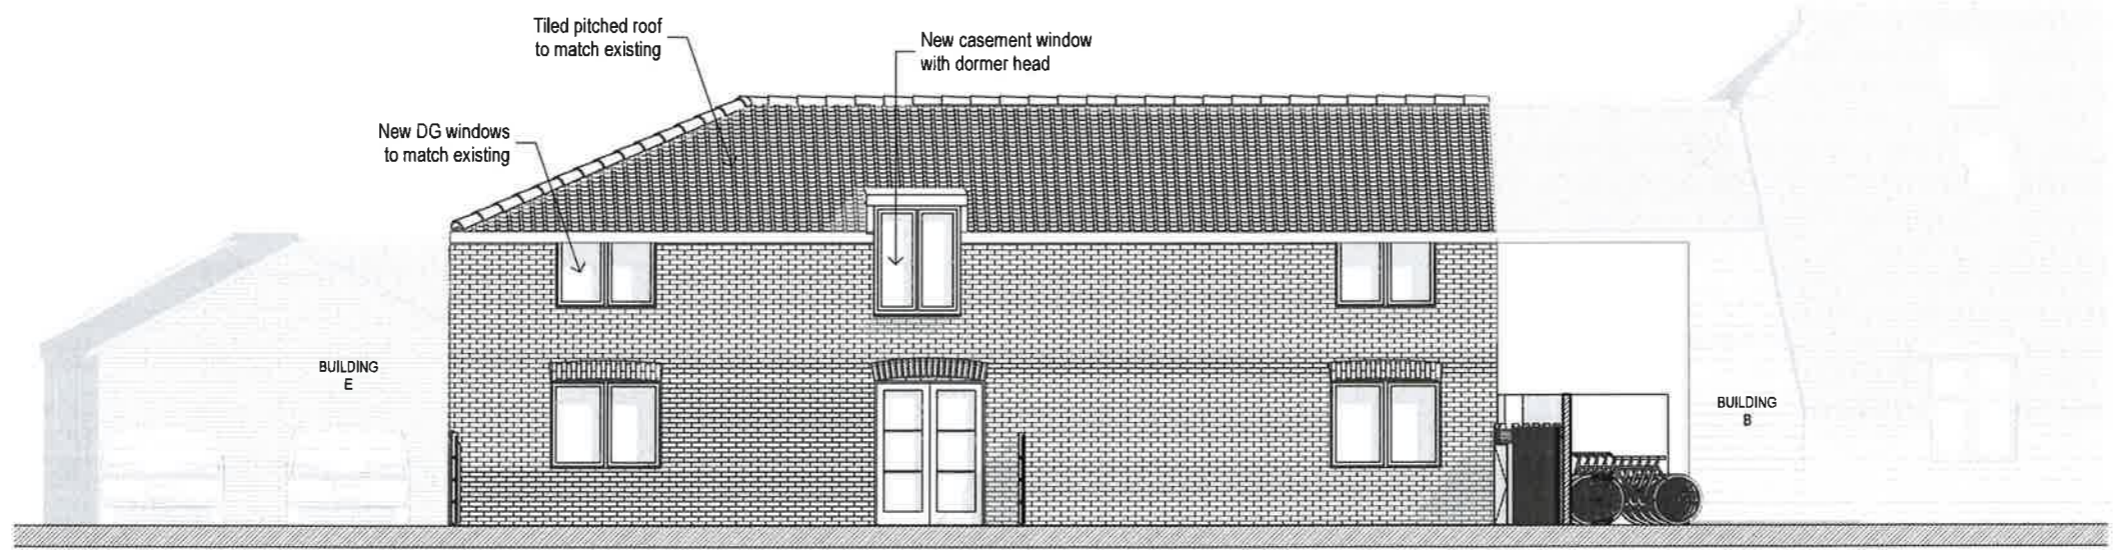 Tiled pitched roof
to match existing
New casement window
with dormer head
New DG windows
to match existing
BUILDING
E
BUILDING
B